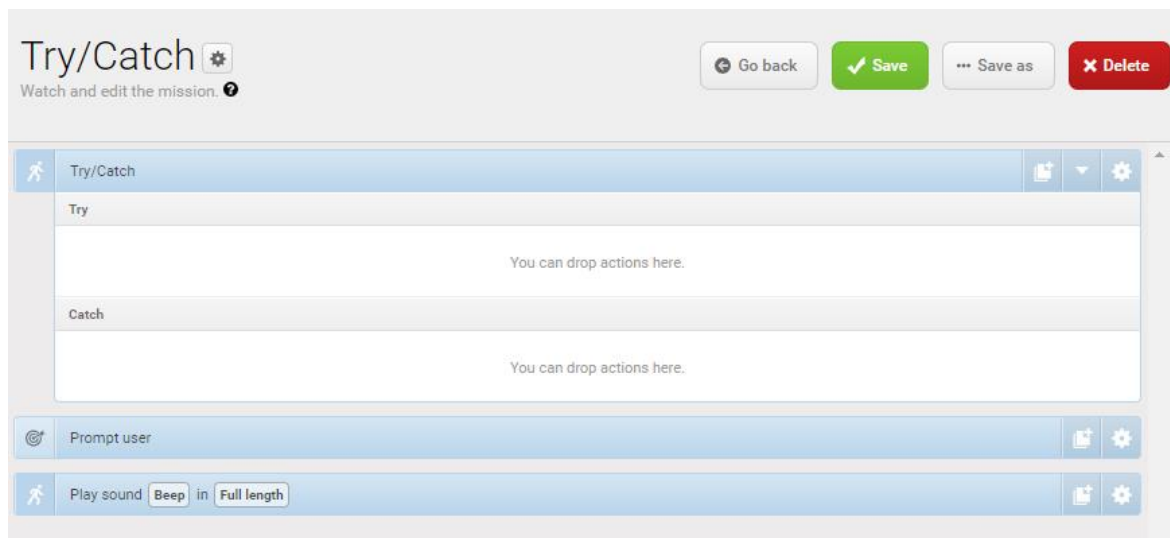 Try/Catch
Go back
Save
Save as
Delete
Watch and edit the mission.
Try/Catch
Try
You can drop actions here.
Catch
You can drop actions here.
Prompt user
Play sound Beep in Full length